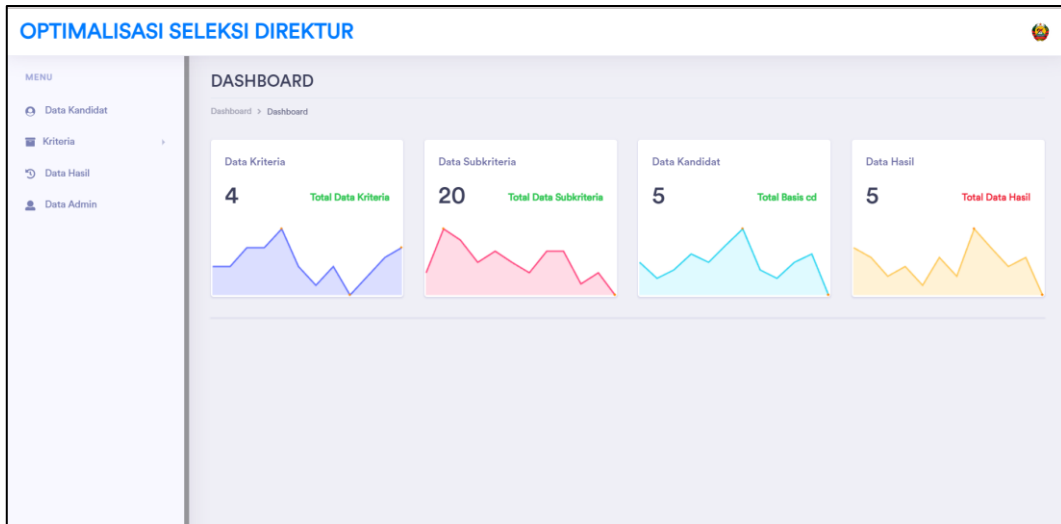 OPTIMALISASI SELEKSI DIREKTUR
MENU
Data Kandidat
Kriteria
Data Hasil
Data Admin
DASHBOARD
Dashboard > Dashboard
Data Kriteria
4 Total Data Kriteria
Data Subkriteria
20 Total Data Subkriteria
Data Kandidat
5 Total Basis cd
Data Hasil
5 Total Data Hasil